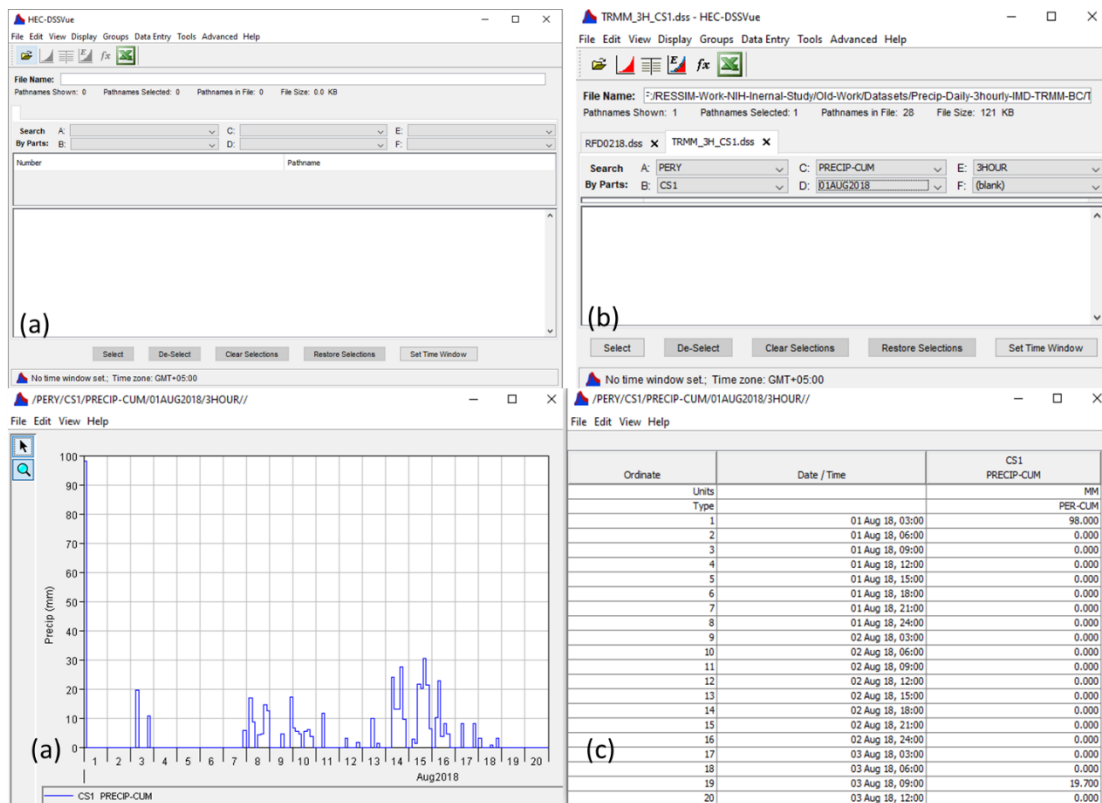 HEC-DSSVue
File Edit View Display Groups Data Entry Tools Advanced Help
File Name:
Pathnames Shown: 0 Pathnames Selected: 0 Pathnames in File: 0 File Size: 0.0 KB
Search A: C: E:
By Parts: B: D: F:
Number Pathname
(a)
Select De-Select Clear Selections Restore Selections Set Time Window
No time window set.; Time zone: GMT+05:00
TRMM_3H_CS1.dss - HEC-DSSVue
File Edit View Display Groups Data Entry Tools Advanced Help
File Name: F:/RESSIM-Work-NIH-Inernal-Study/Old-Work/Datasets/Precip-Daily-3hourly-IMD-TRMM-BC/T
Pathnames Shown: 1 Pathnames Selected: 1 Pathnames in File: 28 File Size: 121 KB
RFD0218.dss TRMM_3H_CS1.dss
Search A: PERY C: PRECIP-CUM E: 3HOUR
By Parts: B: CS1 D: 01AUG2018 F: (blank)
(b)
Select De-Select Clear Selections Restore Selections Set Time Window
No time window set.; Time zone: GMT+05:00
/PERY/CS1/PRECIP-CUM/01AUG2018/3HOUR//
File Edit View Help
Precip (mm)
100
90
80
70
60
50
40
30
20
10
0
1 2 3 4 5 6 7 8 9 10 11 12 13 14 15 16 17 18 19 20
Aug2018
(a)
CS1 PRECIP-CUM
/PERY/CS1/PRECIP-CUM/01AUG2018/3HOUR//
File Edit View Help
Ordinate Date / Time CS1 PRECIP-CUM
Units MM
Type PER-CUM
1 01 Aug 18, 03:00 98.000
2 01 Aug 18, 06:00 0.000
3 01 Aug 18, 09:00 0.000
4 01 Aug 18, 12:00 0.000
5 01 Aug 18, 15:00 0.000
6 01 Aug 18, 18:00 0.000
7 01 Aug 18, 21:00 0.000
8 01 Aug 18, 24:00 0.000
9 02 Aug 18, 03:00 0.000
10 02 Aug 18, 06:00 0.000
11 02 Aug 18, 09:00 0.000
12 02 Aug 18, 12:00 0.000
13 02 Aug 18, 15:00 0.000
14 02 Aug 18, 18:00 0.000
15 02 Aug 18, 21:00 0.000
16 02 Aug 18, 24:00 0.000
17 03 Aug 18, 03:00 0.000
18 03 Aug 18, 06:00 0.000
19 03 Aug 18, 09:00 19.700
20 03 Aug 18, 12:00 0.000
(c)